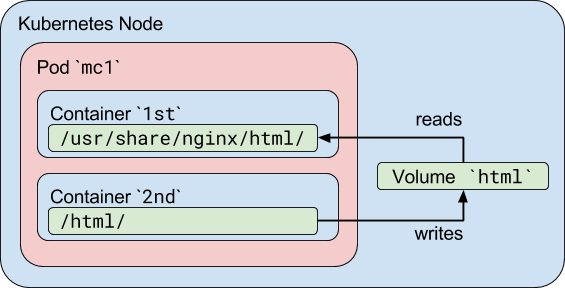 Kubernetes Node
Pod `mc1`
Container `1st`
/usr/share/nginx/html/
reads
Volume `html`
Container `2nd`
/html/
writes